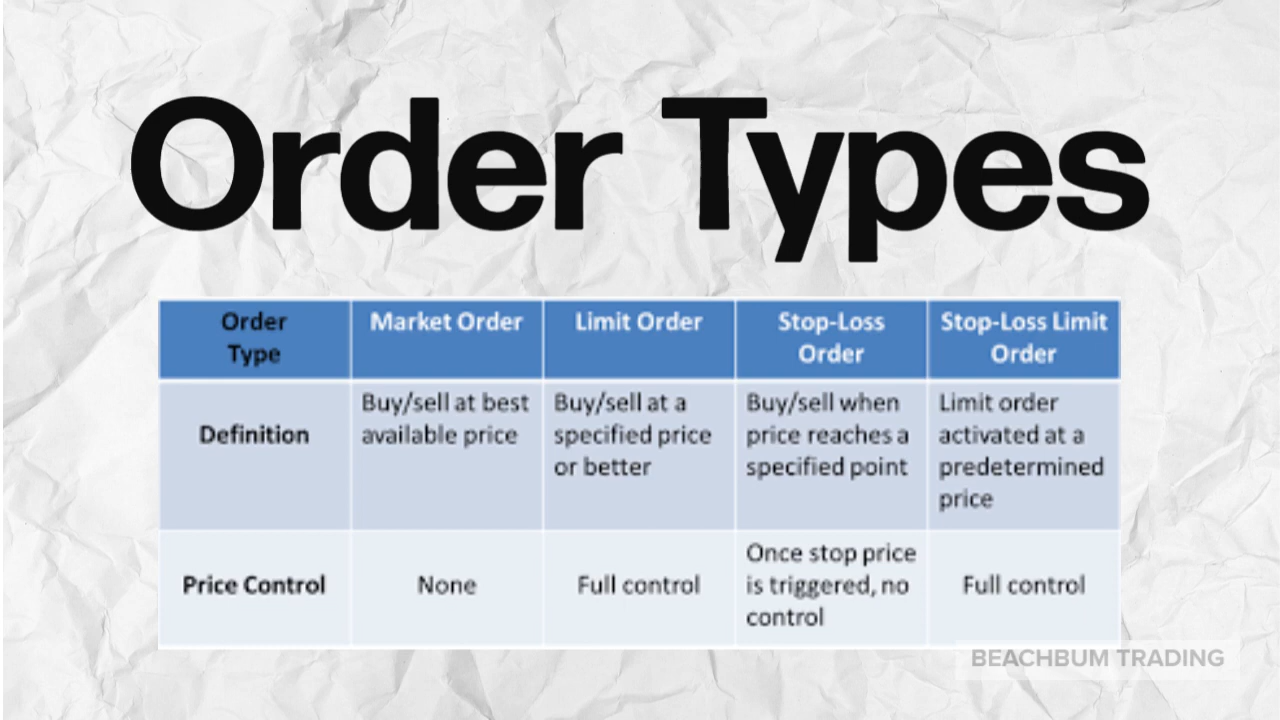 Order Types
Order
Type
Market Order
Limit Order
Stop-Loss
Order
Stop-Loss Limit
Order
Definition
Buy/sell at best
available price
Buy/sell at a
specified price
or better
Buy/sell when
price reaches a
specified point
Limit order
activated at a
predetermined
price
Price Control
None
Full control
Once stop price
is triggered, no
control
Full control
BEACHBUM TRADING